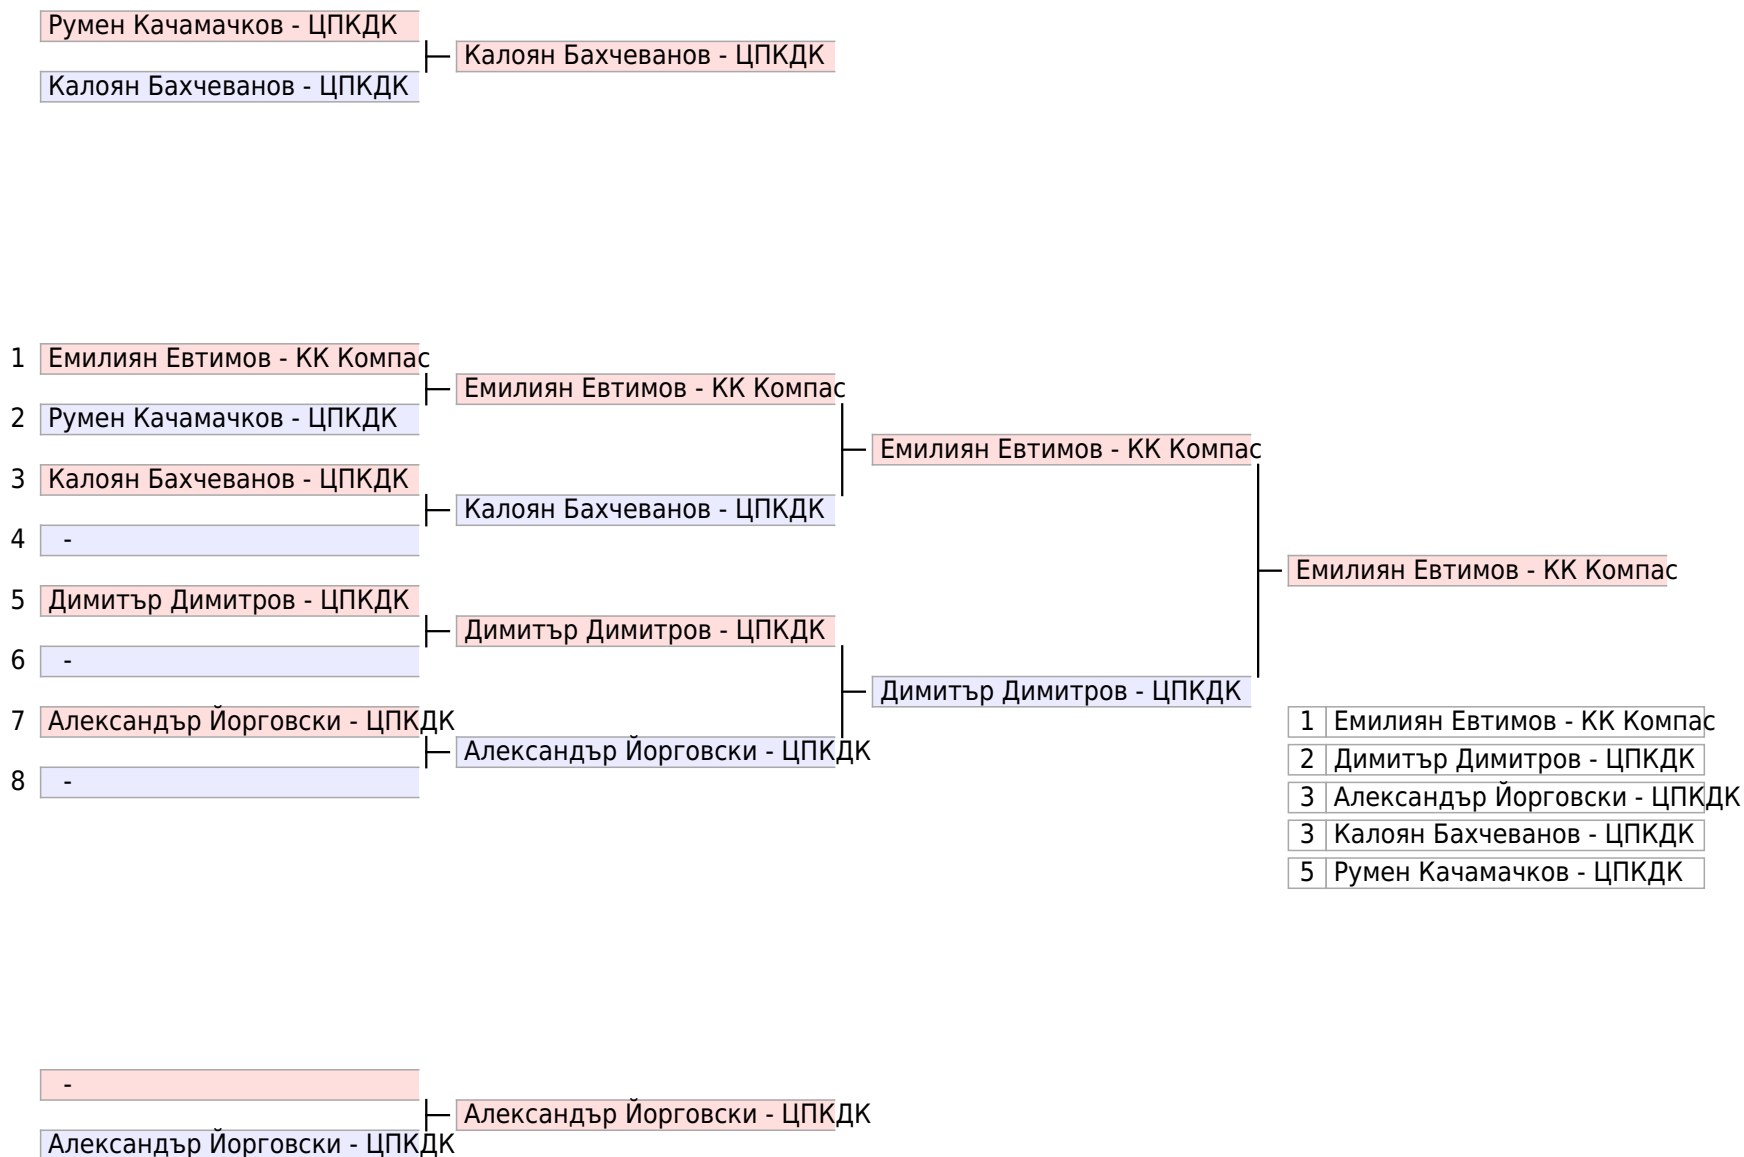 Румен Качамачков - ЦПКДК
Калоян Бахчеванов - ЦПКДК
Калоян Бахчеванов - ЦПКДК
1 Емилиян Евтимов - КК Компас
Емилиян Евтимов - КК Компас
2 Румен Качамачков - ЦПКДК
Емилиян Евтимов - КК Компас
3 Калоян Бахчеванов - ЦПКДК
Калоян Бахчеванов - ЦПКДК
4 -
Емилиян Евтимов - КК Компас
5 Димитър Димитров - ЦПКДК
Димитър Димитров - ЦПКДК
6 -
Димитър Димитров - ЦПКДК
7 Александър Йорговски - ЦПКДК
Александър Йорговски - ЦПКДК
8 -
1 Емилиян Евтимов - КК Компас
2 Димитър Димитров - ЦПКДК
3 Александър Йорговски - ЦПКДК
3 Калоян Бахчеванов - ЦПКДК
5 Румен Качамачков - ЦПКДК
-
Александър Йорговски - ЦПКДК
Александър Йорговски - ЦПКДК